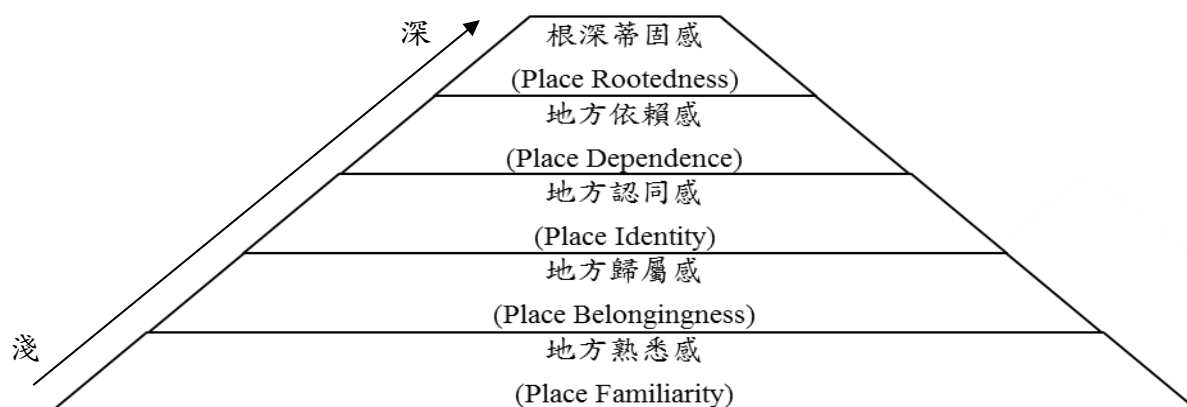 深
根深蒂固感
(Place Rootedness)
地方依賴感
(Place Dependence)
地方認同感
(Place Identity)
地方歸屬感
(Place Belongingness)
淺
地方熟悉感
(Place Familiarity)